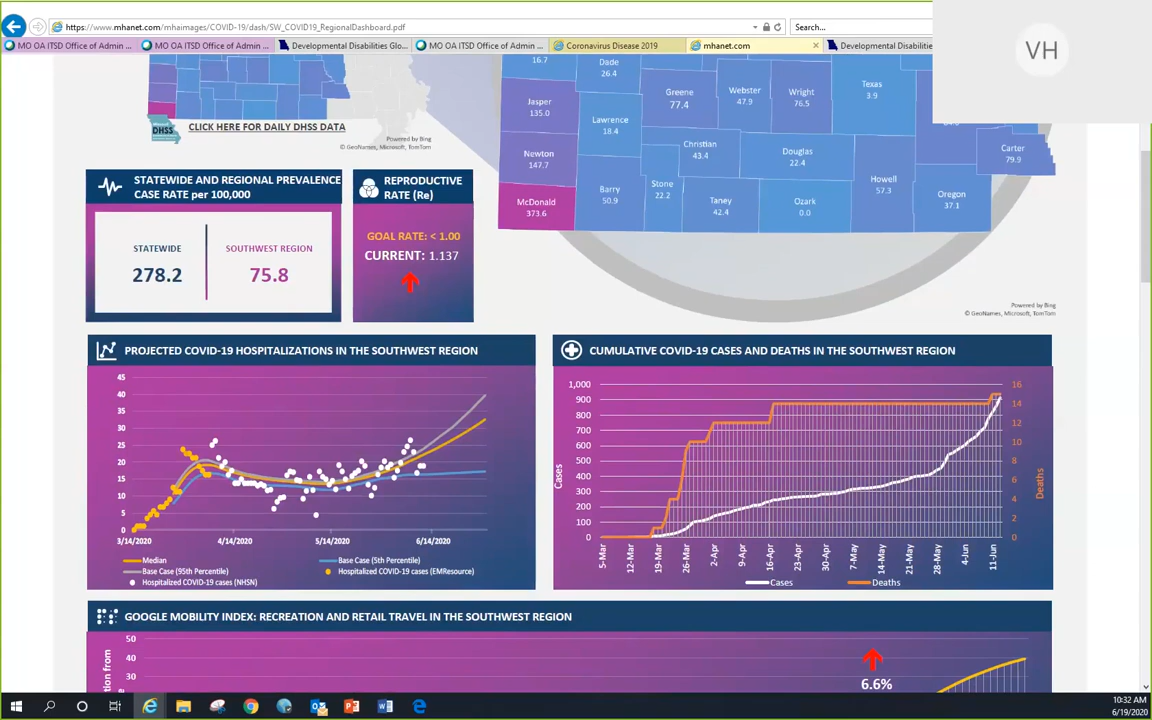 https://www.mhanet.com/mhaimages/COVID-19/dash/SW_COVID19_RegionalDashboard.pdf
Search...
MO OA ITSD Office of Admin ...
MO OA ITSD Office of Admin ...
Developmental Disabilities Glo...
MO OA ITSD Office of Admin ...
Coronavirus Disease 2019
mhanet.com
Developmental Disabilities
VH
16.7
Dade
26.4
Greene
77.4
Webster
47.9
Wright
76.5
Texas
3.9
Jasper
135.0
Lawrence
18.4
Newton
147.7
Christian
43.4
Douglas
22.4
Carter
79.9
McDonald
373.6
Barry
50.9
Stone
22.2
Taney
42.4
Ozark
0.0
Howell
57.3
Oregon
37.1
DHSS
CLICK HERE FOR DAILY DHSS DATA
Powered by Bing
© GeoNames, Microsoft, TomTom
Powered by Bing
© GeoNames, Microsoft, TomTom
STATEWIDE AND REGIONAL PREVALENCE
CASE RATE per 100,000
STATEWIDE
278.2
SOUTHWEST REGION
75.8
REPRODUCTIVE
RATE (Re)
GOAL RATE: < 1.00
CURRENT: 1.137
PROJECTED COVID-19 HOSPITALIZATIONS IN THE SOUTHWEST REGION
45
40
35
30
25
20
15
10
5
0
3/14/2020 4/14/2020 5/14/2020 6/14/2020
Median
Base Case (5th Percentile)
Base Case (95th Percentile)
Hospitalized COVID-19 cases (EMResource)
Hospitalized COVID-19 cases (NHSN)
CUMULATIVE COVID-19 CASES AND DEATHS IN THE SOUTHWEST REGION
1,000
900
800
700
600
500
400
300
200
100
0
Cases
16
14
12
10
8
6
4
2
0
Deaths
5-Mar
12-Mar
19-Mar
26-Mar
2-Apr
9-Apr
16-Apr
23-Apr
30-Apr
7-May
14-May
21-May
28-May
4-Jun
11-Jun
Cases
Deaths
GOOGLE MOBILITY INDEX: RECREATION AND RETAIL TRAVEL IN THE SOUTHWEST REGION
50
40
30
6.6%
10:32 AM
6/19/2020